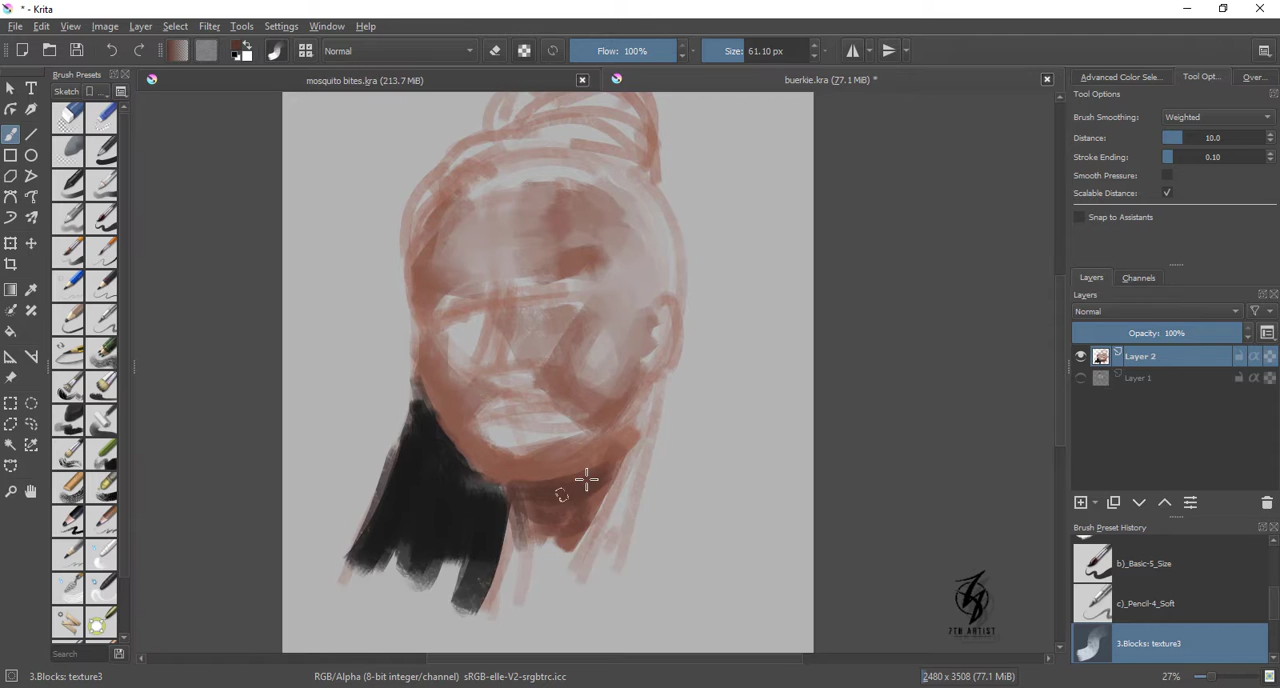 * - Krita
File Edit View Image Layer Select Filter Tools Settings Window Help
Normal
Flow: 100%
Size: 61.10 px
Brush Presets
Sketch
mosquito bites.kra (213.7 MiB)
buerkie.kra (77.1 MiB) *
Advanced Color Sele...
Tool Opt...
Over...
Tool Options
Brush Smoothing: Weighted
Distance: 10.0
Stroke Ending: 0.10
Smooth Pressure:
Scalable Distance:
Snap to Assistants
Layers
Channels
Layers
Normal
Opacity: 100%
Layer 2
Layer 1
Brush Preset History
b)_Basic-5_Size
c)_Pencil-4_Soft
3.Blocks: texture3
7TH ARTIST
Search
3.Blocks: texture3
RGB/Alpha (8-bit integer/channel) sRGB-elle-V2-srgbtrc.icc
2480 x 3508 (77.1 MiB)
27%